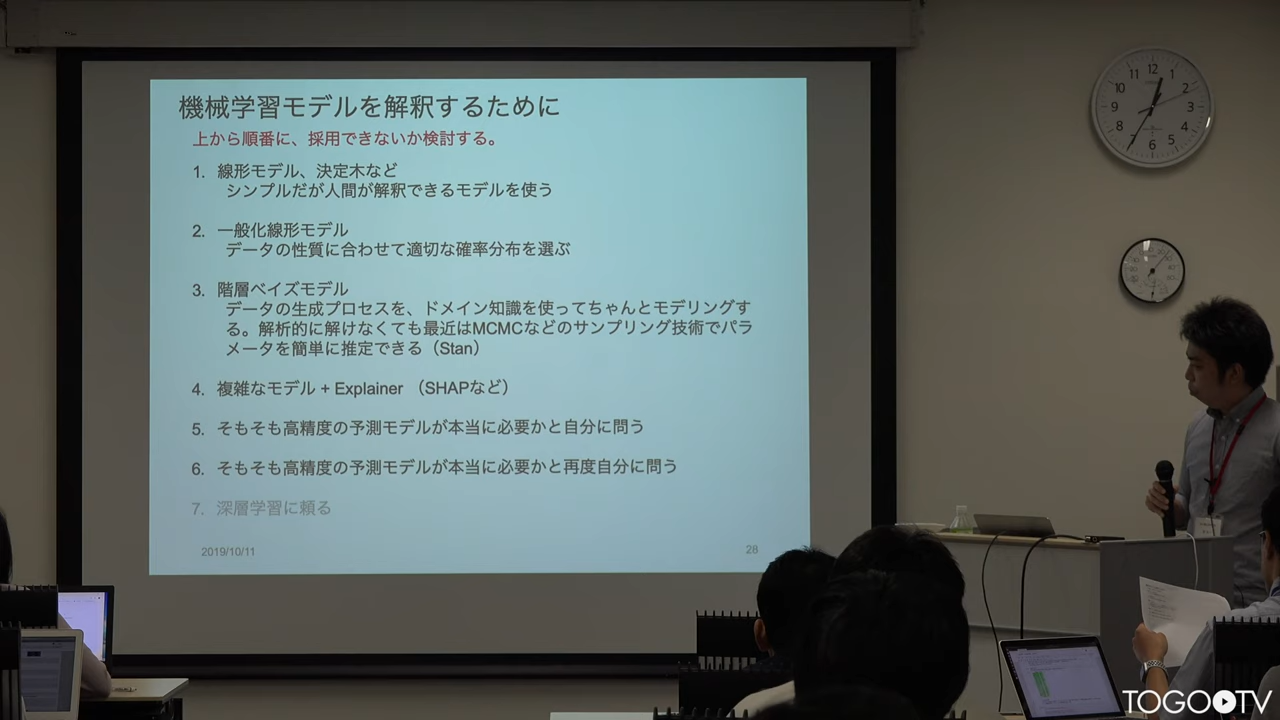 機械学習モデルを解釈するために
上から順番に、採用できないか検討する。
1. 線形モデル、決定木など
シンプルだが人間が解釈できるモデルを使う
2. 一般化線形モデル
データの性質に合わせて適切な確率分布を選ぶ
3. 階層ベイズモデル
データの生成プロセスを、ドメイン知識を使ってちゃんとモデリングす
る。解析的に解けなくても最近はMCMCなどのサンプリング技術でパラ
メータを簡単に推定できる（Stan）
4. 複雑なモデル + Explainer （SHAPなど）
5. そもそも高精度の予測モデルが本当に必要かと自分に問う
6. そもそも高精度の予測モデルが本当に必要かと再度自分に問う
7. 深層学習に頼る
2019/10/11
28
12
1
2
3
4
5
6
7
8
9
10
11
TOGOTV